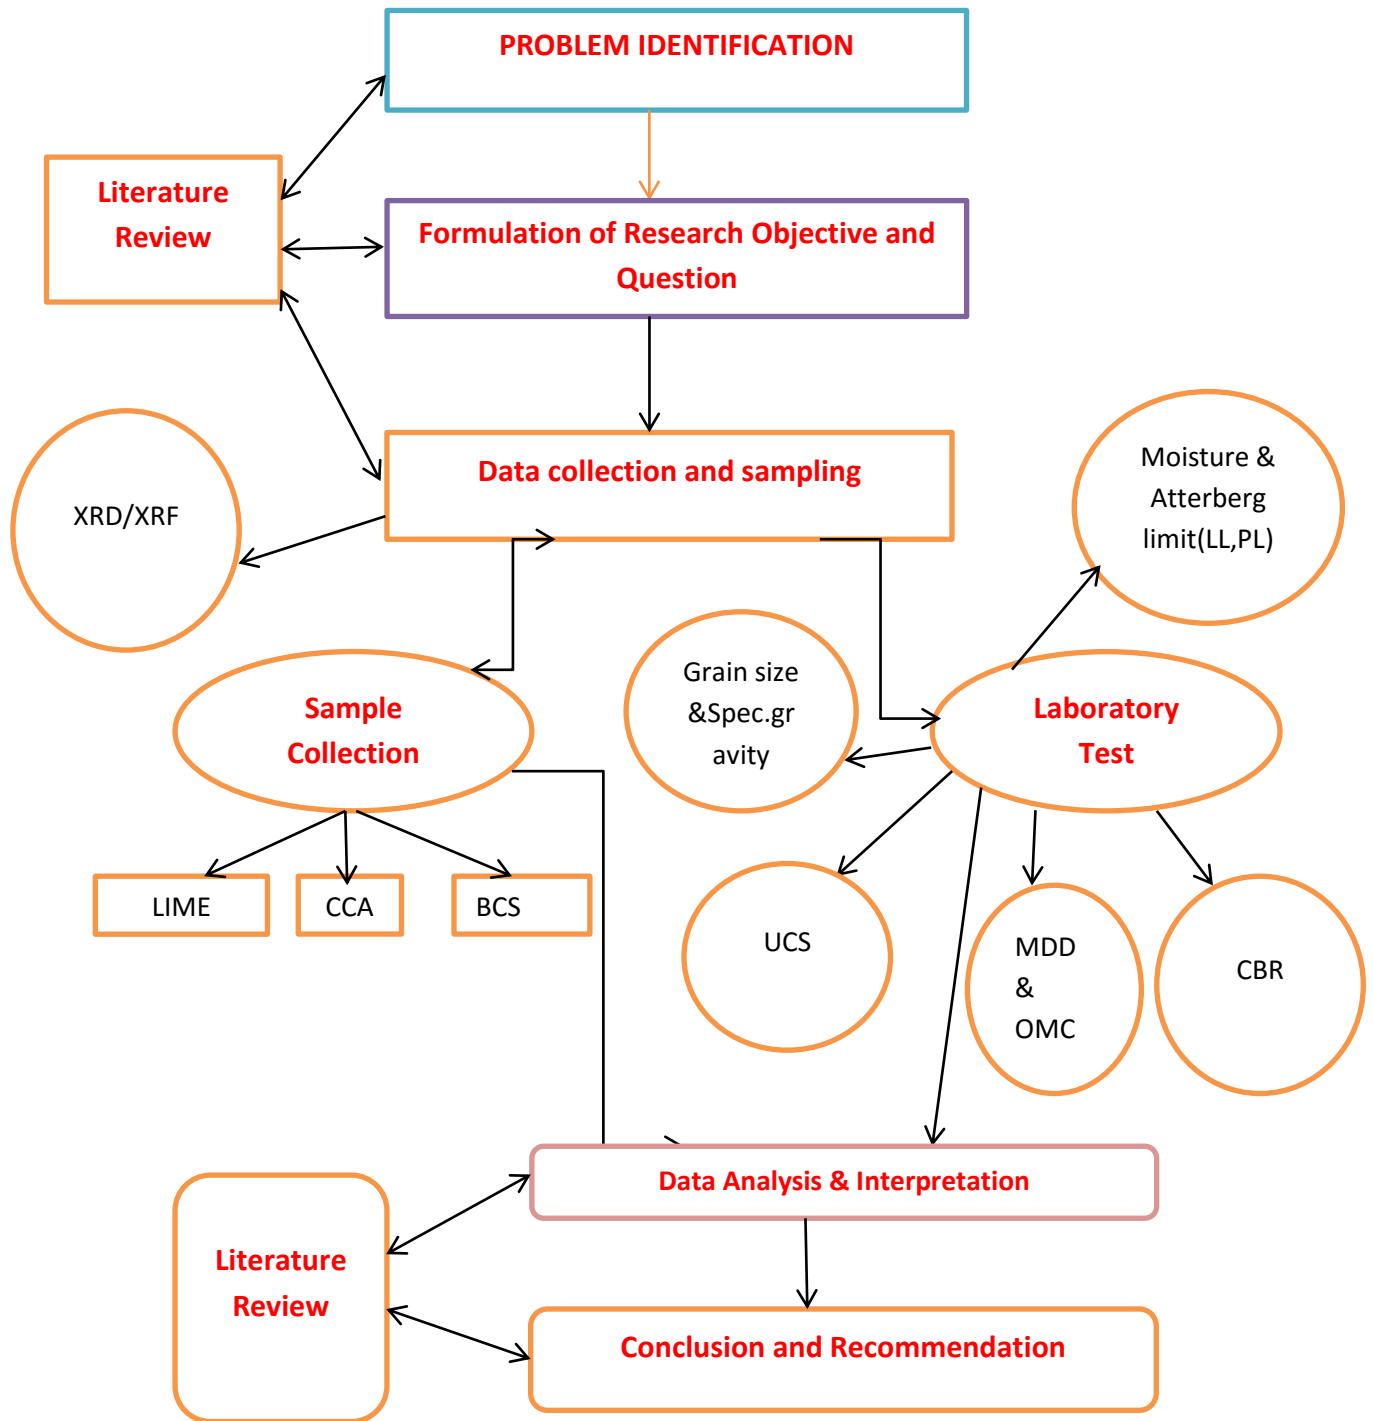 PROBLEM IDENTIFICATION
Literature
Review
Formulation of Research Objective and
Question
Data collection and sampling
XRD/XRF
Moisture &
Atterberg
limit(LL,PL)
Grain size
&Spec.gr
avity
Sample
Collection
Laboratory
Test
LIME
CCA
BCS
UCS
MDD
&
OMC
CBR
Data Analysis & Interpretation
Literature
Review
Conclusion and Recommendation